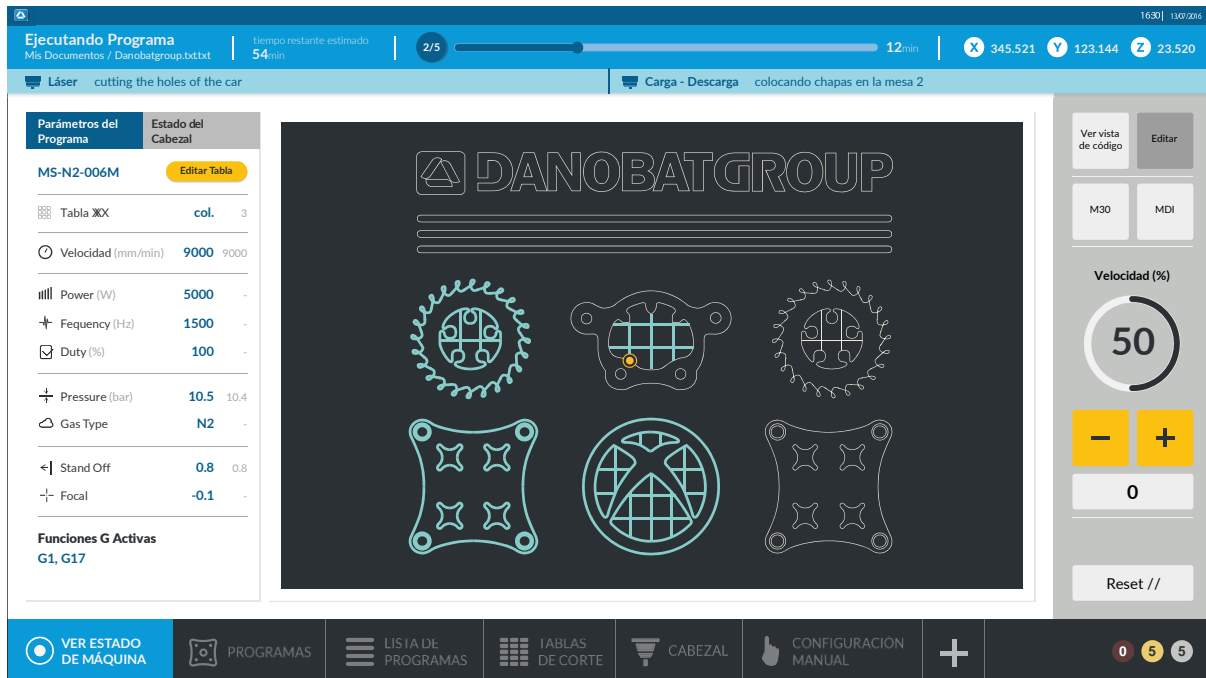 1630 | 13/07/2016
Ejecutando Programa
Mis Documentos / Danobatgroup.txt.txt
tiempo restante estimado
54min
2/5
12min
X 345.521 Y 123.144 Z 23.520
Láser cutting the holes of the car
Carga - Descarga colocando chapas en la mesa 2
Parámetros del
Programa
Estado del
Cabezal
MS-N2-006M
Editar Tabla
Tabla XXX col. 3
Velocidad (mm/min) 9000 9000
Power (W) 5000 -
Fequency (Hz) 1500 -
Duty (%) 100 -
Pressure (bar) 10.5 10.4
Gas Type N2 -
Stand Off 0.8 0.8
Focal -0.1 -
Funciones G Activas
G1, G17
DANOBATGROUP
Ver vista
de código
Editar
M30
MDI
Velocidad (%)
50
− +
0
Reset //
VER ESTADO
DE MÁQUINA
PROGRAMAS
LISTA DE
PROGRAMAS
TABLAS
DE CORTE
CABEZAL
CONFIGURACIÓN
MANUAL
+
0 5 5